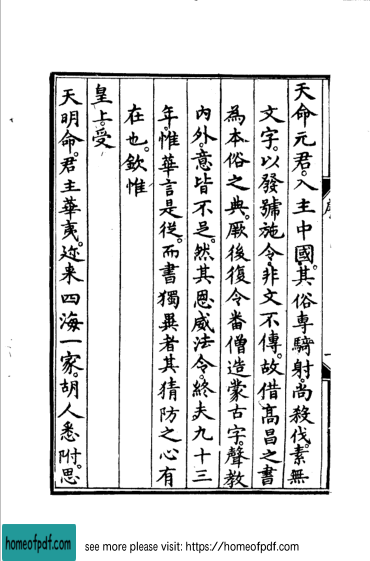 天命元君。入主中國。其俗專騎射。尚殺伐。素無
文字。以發號施令。非文不傳。故借高昌之書
為本俗之典。厥後復令番僧造蒙古字。聲教
內外。意皆不足。然其恩威法令。終夫九十三
年。惟華言是從。而書獨異者其猜防之心有
在也。欽惟
皇上。受
天明命。君主華夷。迩来四海一家。胡人悉附。思
homeofpdf.com
see more please visit: https://homeofpdf.com